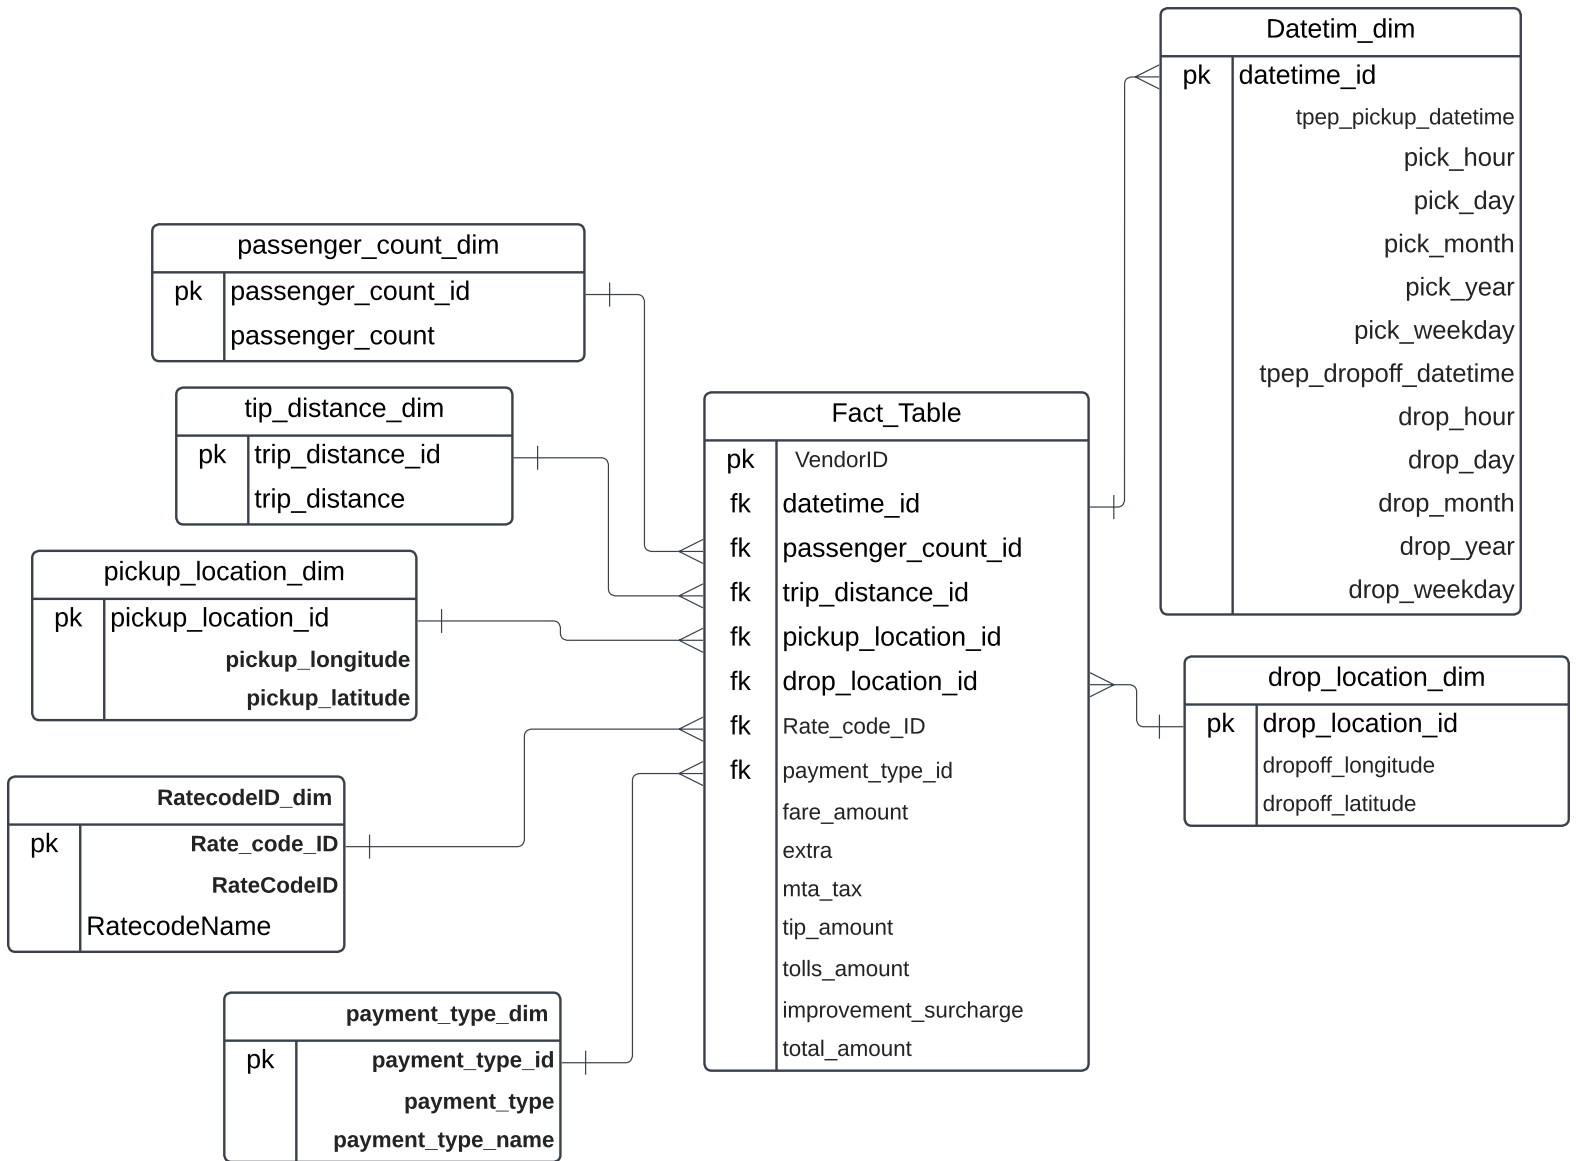 Datetim_dim
pk datetime_id
tpep_pickup_datetime
pick_hour
pick_day
pick_month
pick_year
pick_weekday
tpep_dropoff_datetime
drop_hour
drop_day
drop_month
drop_year
drop_weekday
passenger_count_dim
pk passenger_count_id
passenger_count
tip_distance_dim
pk trip_distance_id
trip_distance
pickup_location_dim
pk pickup_location_id
pickup_longitude
pickup_latitude
RatecodeID_dim
pk Rate_code_ID
RateCodeID
RatecodeName
payment_type_dim
pk payment_type_id
payment_type
payment_type_name
Fact_Table
pk VendorID
fk datetime_id
fk passenger_count_id
fk trip_distance_id
fk pickup_location_id
fk drop_location_id
fk Rate_code_ID
fk payment_type_id
fare_amount
extra
mta_tax
tip_amount
tolls_amount
improvement_surcharge
total_amount
drop_location_dim
pk drop_location_id
dropoff_longitude
dropoff_latitude